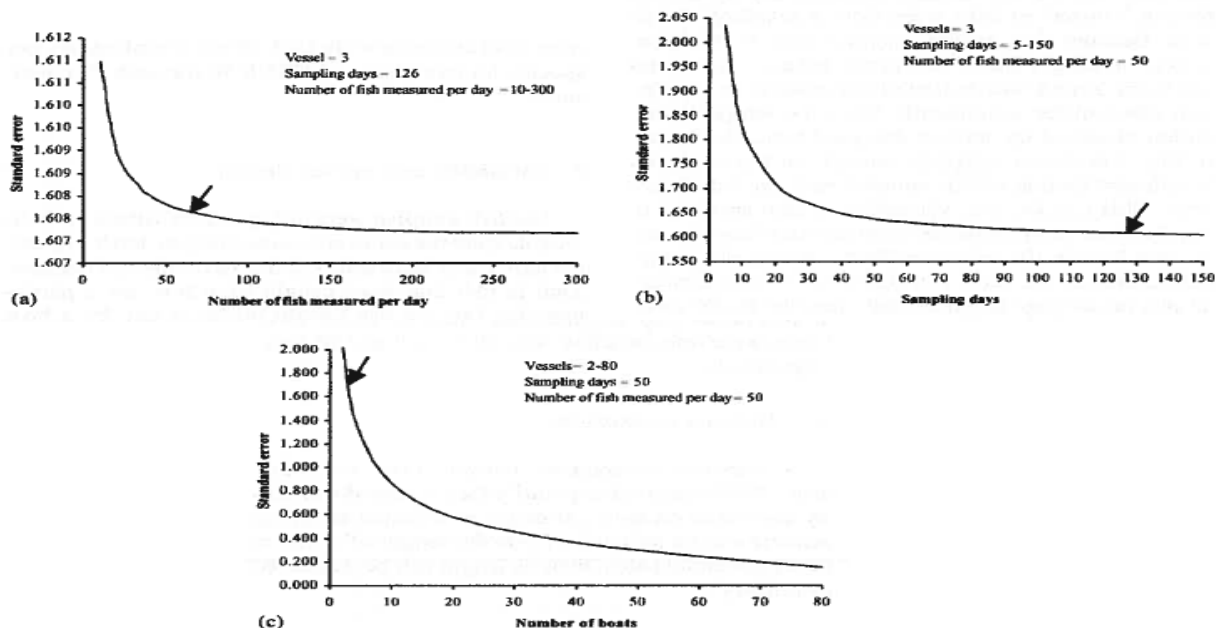 1.612
1.611
1.610
1.610
1.609
1.609
1.608
1.608
1.607
1.607
Standard error
Vessel = 3
Sampling days = 126
Number of fish measured per day =10-300
0 50 100 150 200 250 300
(a) Number of fish measured per day
2.050
2.000
1.950
1.900
1.850
1.800
1.750
1.700
1.650
1.600
1.550
Standard error
Vessels = 3
Sampling days = 5-150
Number of fish measured per day = 50
0 10 20 30 40 50 60 70 80 90 100 110 120 130 140 150
(b) Sampling days
2.000
1.800
1.600
1.400
1.200
1.000
0.800
0.600
0.400
0.200
0.000
Standard error
Vessels= 2-80
Sampling days = 50
Number of fish measured per day = 50
0 10 20 30 40 50 60 70 80
(c) Number of boats